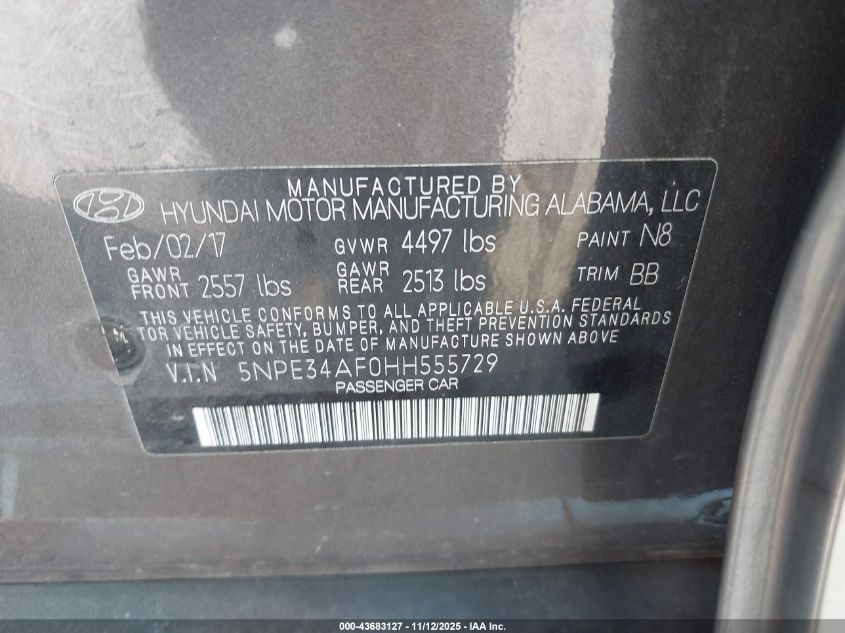 MANUFACTURED BY
HYUNDAI MOTOR MANUFACTURING ALABAMA, LLC
Feb/02/17 GVWR 4497 lbs PAINT N8
GAWR FRONT 2557 lbs GAWR REAR 2513 lbs TRIM BB
THIS VEHICLE CONFORMS TO ALL APPLICABLE U.S.A. FEDERAL
TOR VEHICLE SAFETY, BUMPER, AND THEFT PREVENTION STANDARDS
IN EFFECT ON THE DATE OF MANUFACTURE SHOWN ABOVE
V.I.N 5NPE34AF0HH555729
PASSENGER CAR
000-43683127 - 11/12/2025 - IAA Inc.